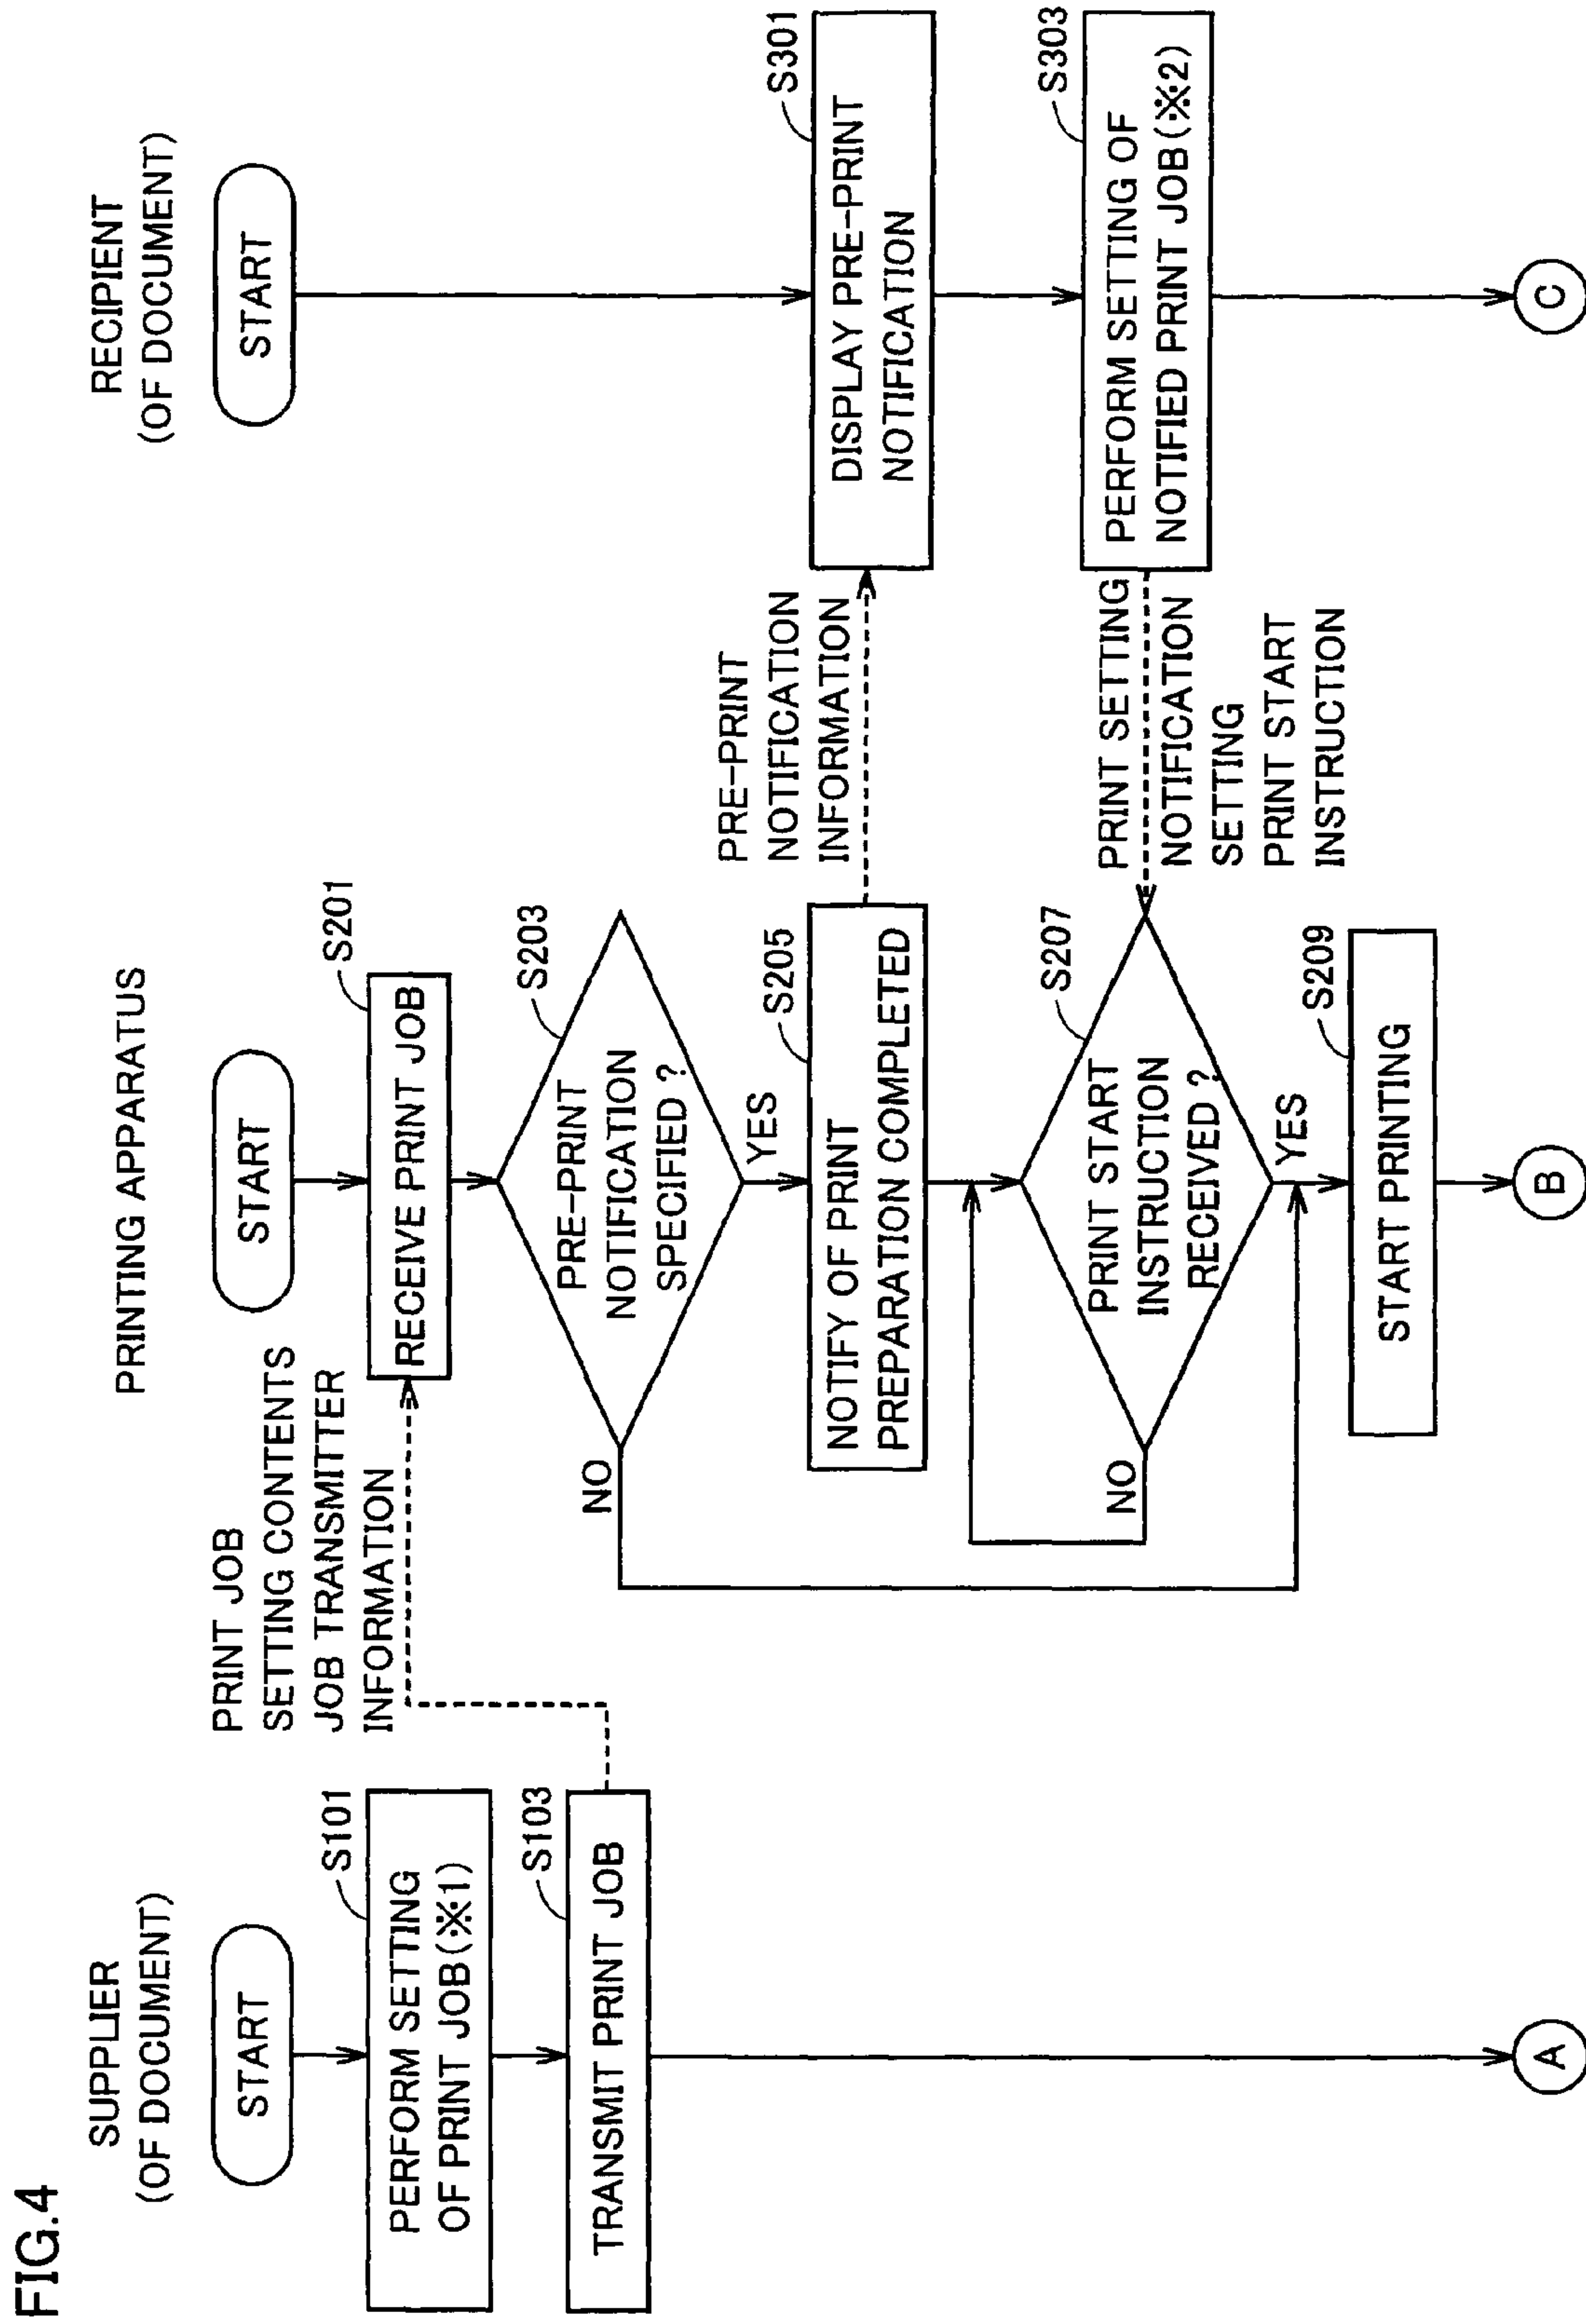 FIG.4
SUPPLIER
(OF DOCUMENT)
START
S101
PERFORM SETTING
OF PRINT JOB(※1)
S103
TRANSMIT PRINT JOB
A
PRINT JOB
SETTING CONTENTS
JOB TRANSMITTER
INFORMATION
PRINTING APPARATUS
START
S201
RECEIVE PRINT JOB
S203
PRE-PRINT
NOTIFICATION
SPECIFIED ?
NO
YES
S205
NOTIFY OF PRINT
PREPARATION COMPLETED
S207
PRINT START
INSTRUCTION
RECEIVED ?
NO
YES
S209
START PRINTING
B
PRE-PRINT
NOTIFICATION
INFORMATION
PRINT SETTING
NOTIFICATION
SETTING
PRINT START
INSTRUCTION
RECIPIENT
(OF DOCUMENT)
START
S301
DISPLAY PRE-PRINT
NOTIFICATION
S303
PERFORM SETTING OF
NOTIFIED PRINT JOB(※2)
C